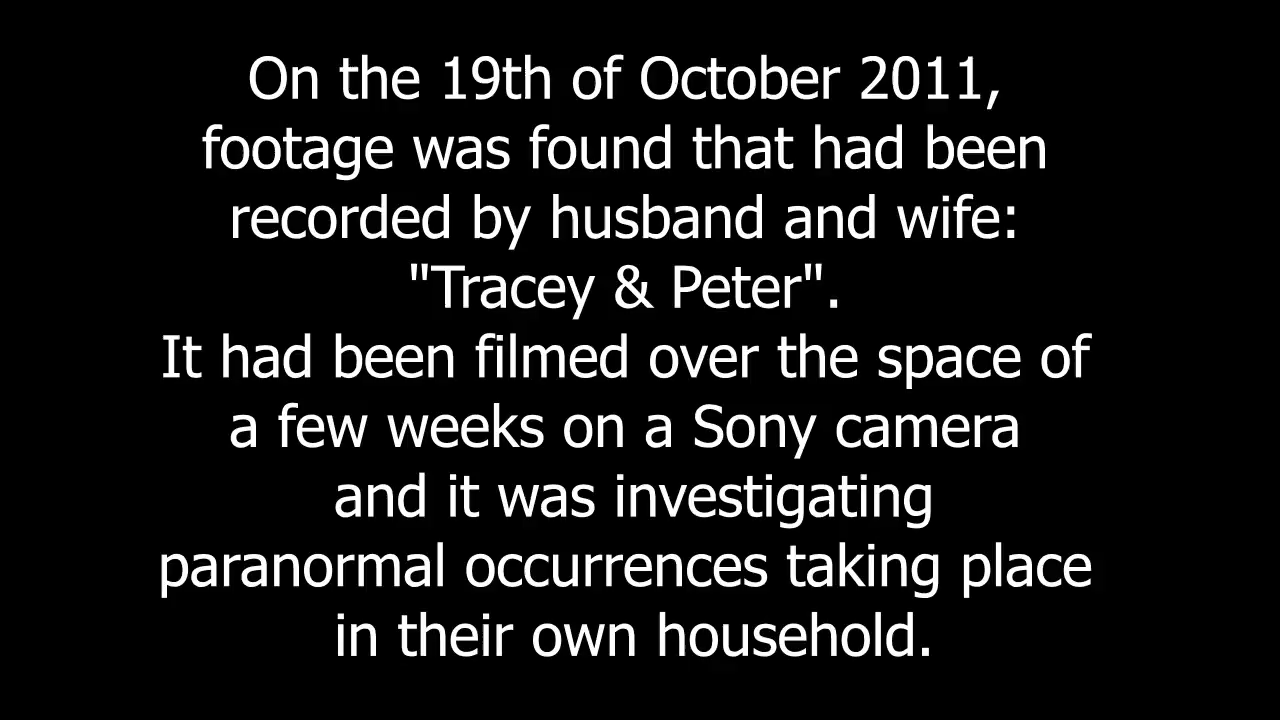 On the 19th of October 2011,
footage was found that had been
recorded by husband and wife:
"Tracey & Peter".
It had been filmed over the space of
a few weeks on a Sony camera
and it was investigating
paranormal occurrences taking place
in their own household.